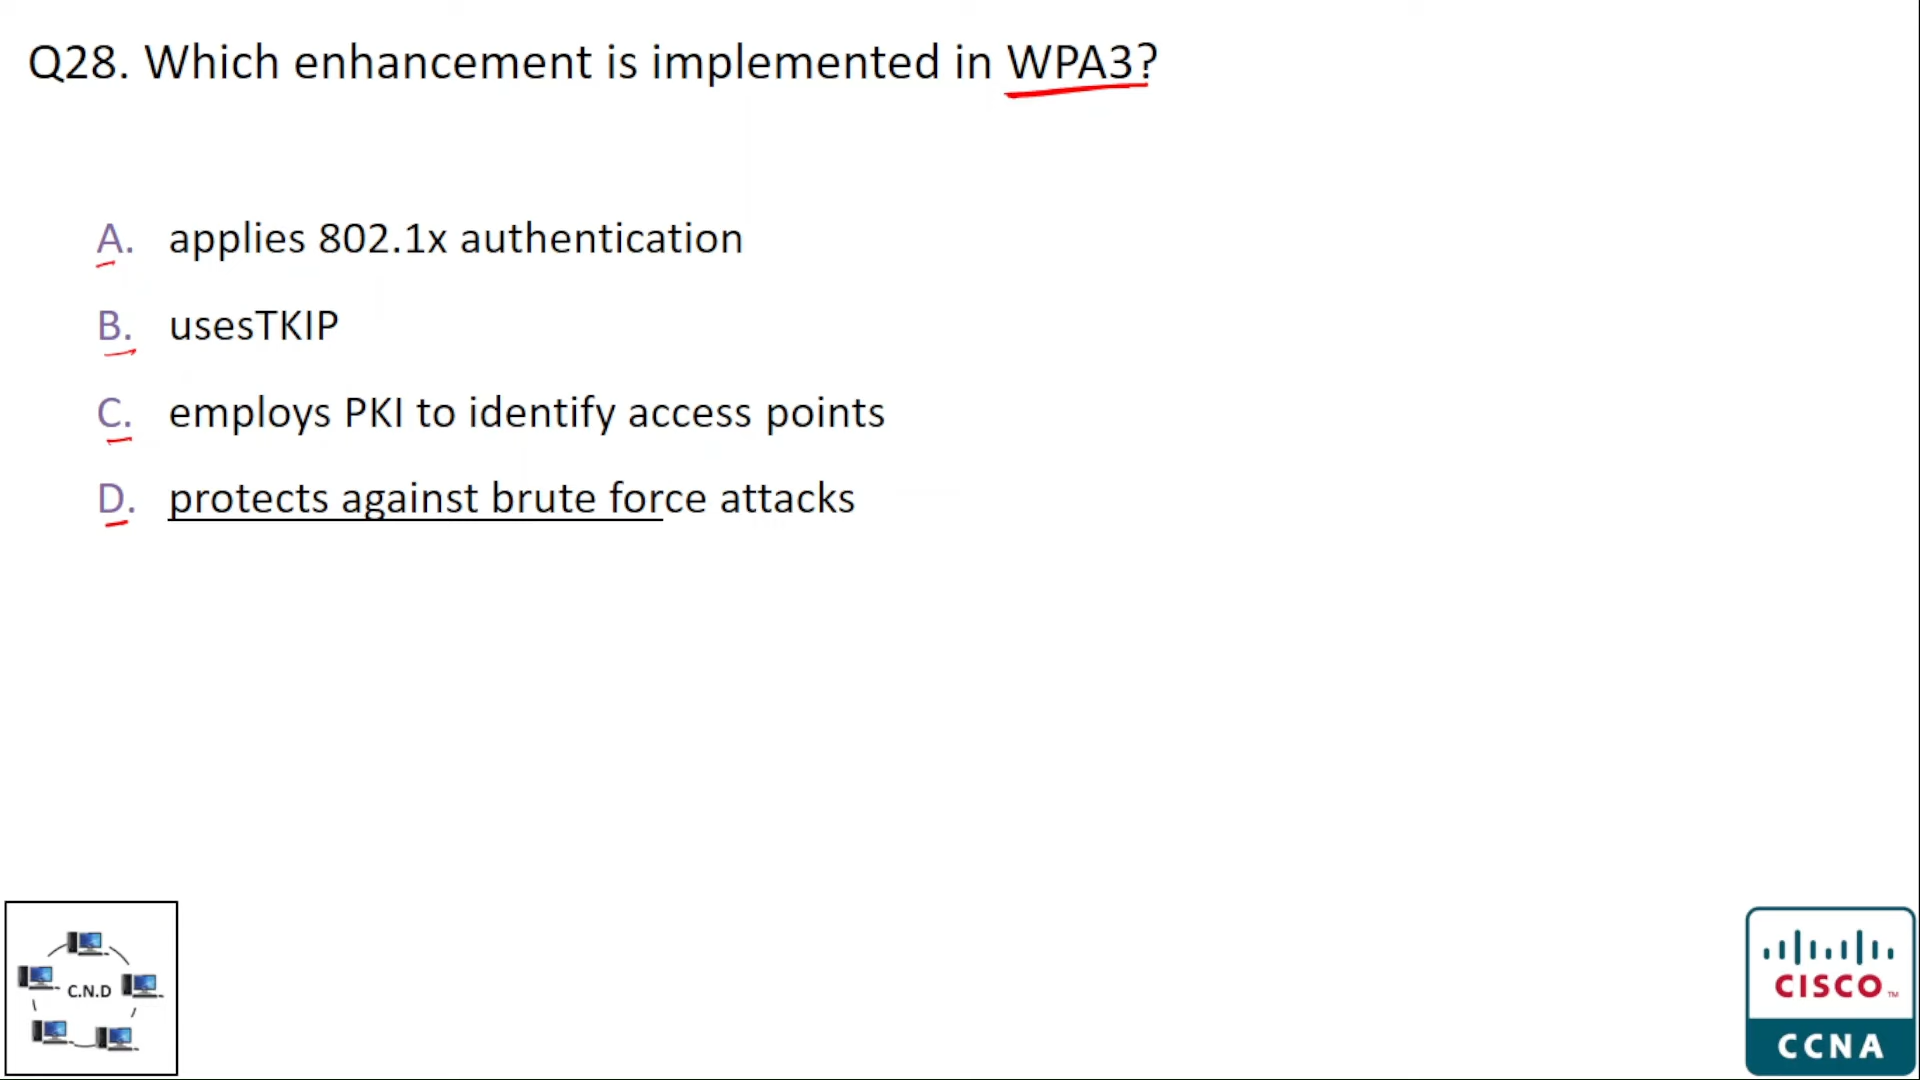 Q28. Which enhancement is implemented in WPA3?
A. applies 802.1x authentication
B. usesTKIP
C. employs PKI to identify access points
D. protects against brute force attacks
C.N.D
CISCO™
CCNA